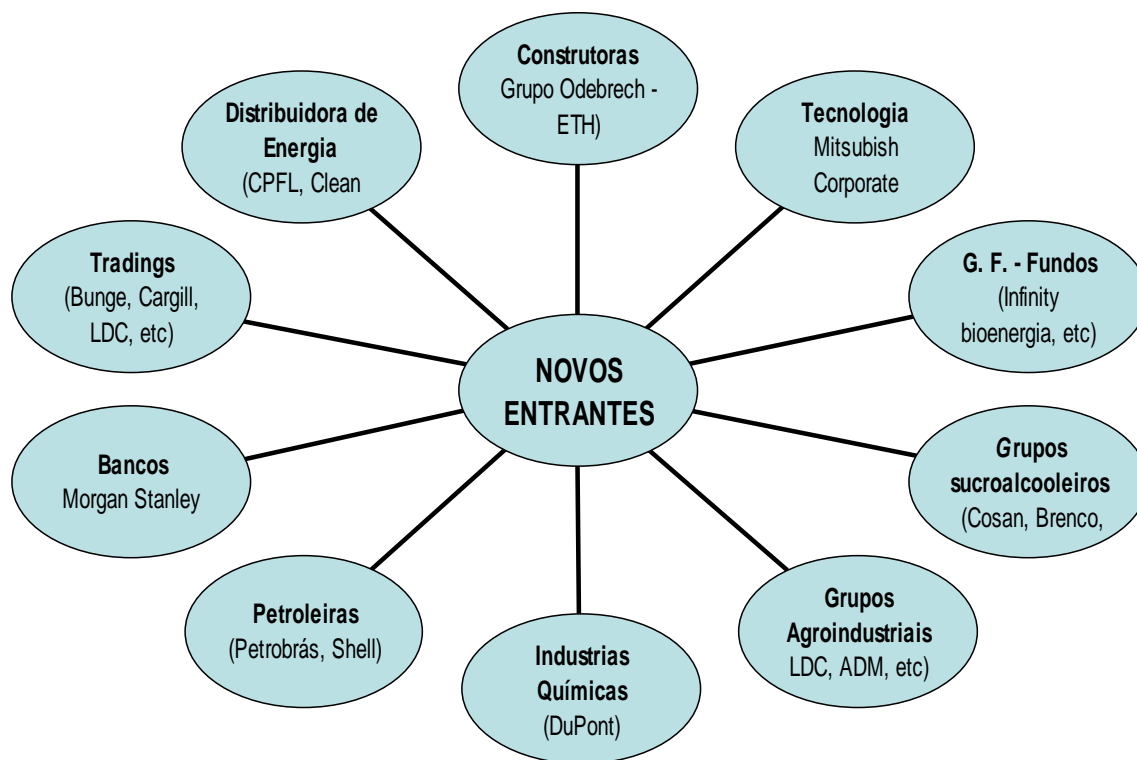 Construtoras
Grupo Odebrech -
ETH)
Distribuidora de
Energia
(CPFL, Clean
Tecnologia
Mitsubish
Corporate
Tradings
(Bunge, Cargill,
LDC, etc)
G. F. - Fundos
(Infinity
bioenergia, etc)
NOVOS
ENTRANTES
Bancos
Morgan Stanley
Grupos
sucroalcooleiros
(Cosan, Brenco,
Petroleiras
(Petrobrás, Shell)
Industrias
Químicas
(DuPont)
Grupos
Agroindustriais
LDC, ADM, etc)